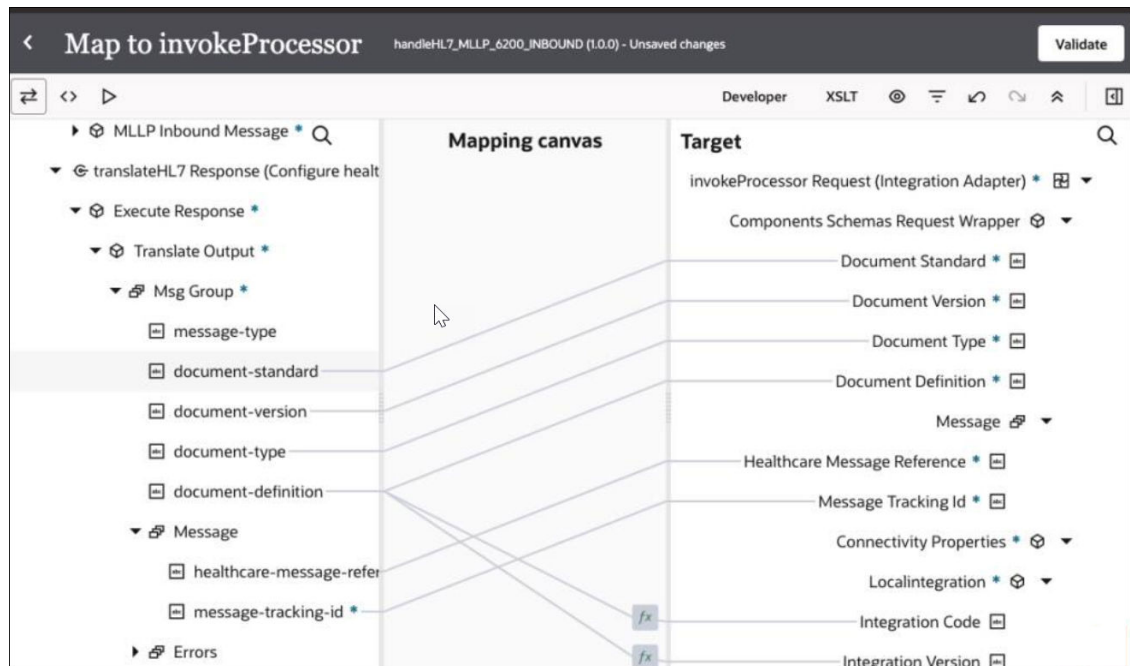 Map to invokeProcessor handleHL7_MLLP_6200_INBOUND (1.0.0) - Unsaved changes Validate
Developer XSLT
MLLP Inbound Message *
translateHL7 Response (Configure healt
Execute Response *
Translate Output *
Msg Group *
message-type
document-standard
document-version
document-type
document-definition
Message
healthcare-message-refer
message-tracking-id *
Errors
Mapping canvas
fx
fx
Target
invokeProcessor Request (Integration Adapter) *
Components Schemas Request Wrapper
Document Standard *
Document Version *
Document Type *
Document Definition *
Message
Healthcare Message Reference *
Message Tracking Id *
Connectivity Properties *
Localintegration *
Integration Code
Integration Version